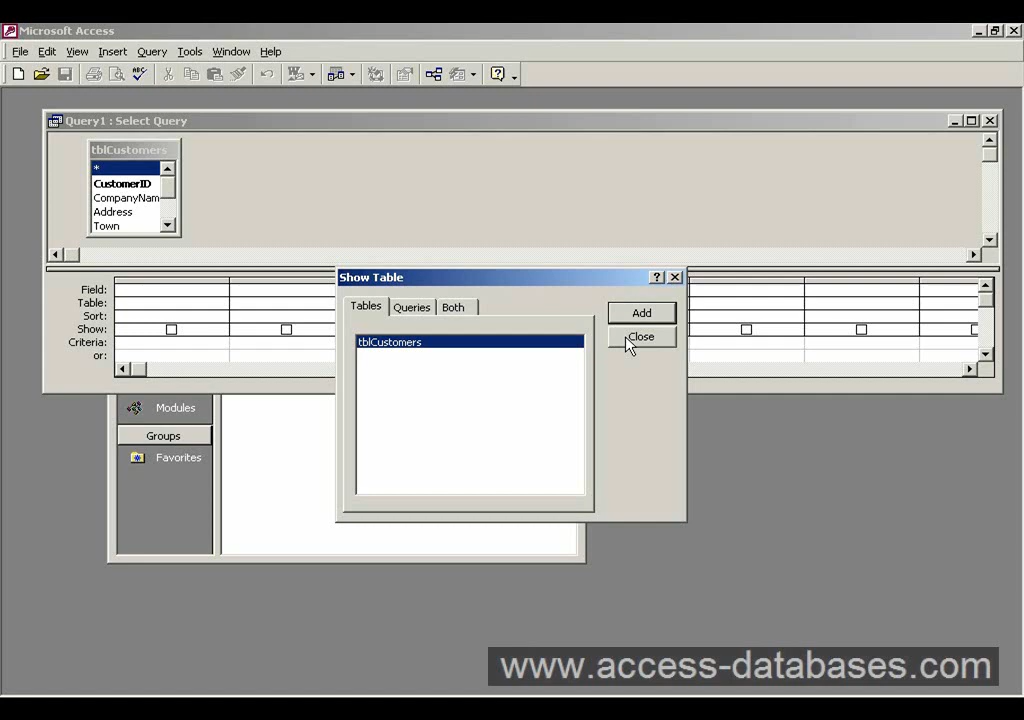 Microsoft Access
File Edit View Insert Query Tools Window Help
Query1 : Select Query
tblCustomers
*
CustomerID
CompanyNam
Address
Town
Show Table
Field:
Table:
Sort:
Show:
Criteria:
or:
Tables Queries Both
Add
tblCustomers
Close
Modules
Groups
Favorites
www.access-databases.com